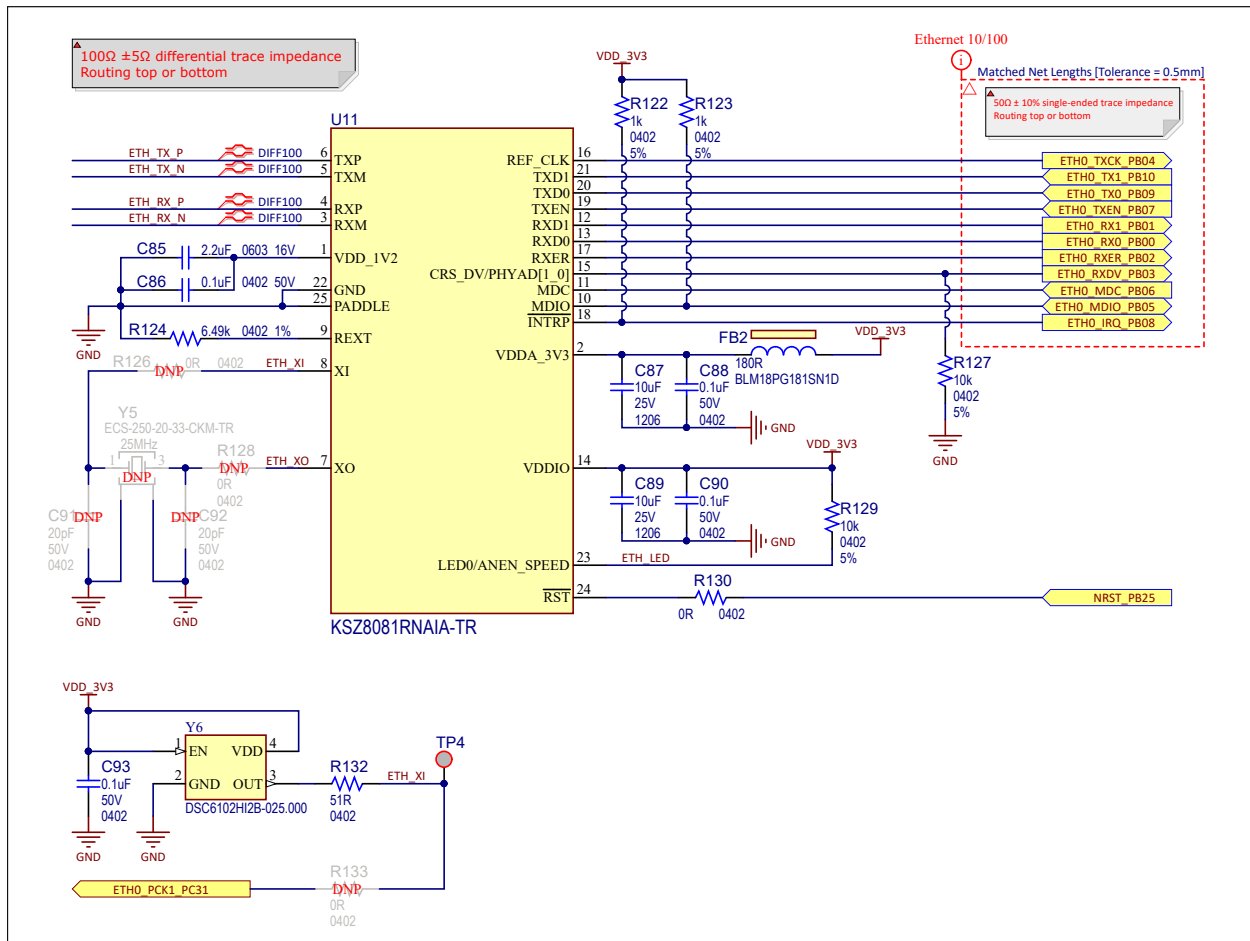 100Ω ±5Ω differential trace impedance
Routing top or bottom
Ethernet 10/100
i
Matched Net Lengths [Tolerance = 0.5mm]
50Ω ± 10% single-ended trace impedance
Routing top or bottom
VDD_3V3
R122
1k
0402
5%
R123
1k
0402
5%
U11
ETH_TX_P
DIFF100
6
TXP
ETH_TX_N
DIFF100
5
TXM
ETH_RX_P
DIFF100
4
RXP
ETH_RX_N
DIFF100
3
RXM
C85
2.2uF 0603 16V
1
VDD_1V2
C86
0.1uF 0402 50V
22
GND
25
PADDLE
R124
6.49k 0402 1%
9
REXT
GND
R126
DNP
0R 0402
ETH_XI
8
XI
Y5
ECS-250-20-33-CKM-TR
25MHz
1
3
DNP
R128
DNP
0R
0402
ETH_XO
7
XO
C91
DNP
20pF
50V
0402
DNP
C92
20pF
50V
0402
GND
GND
REF_CLK
16
ETH0_TXCK_PB04
TXD1
21
ETH0_TX1_PB10
TXD0
20
ETH0_TX0_PB09
TXEN
19
ETH0_TXEN_PB07
RXD1
12
ETH0_RX1_PB01
RXD0
13
ETH0_RX0_PB00
RXER
17
ETH0_RXER_PB02
CRS_DV/PHYAD[1_0]
15
ETH0_RXDV_PB03
MDC
11
ETH0_MDC_PB06
MDIO
10
ETH0_MDIO_PB05
INTRP
18
ETH0_IRQ_PB08
VDDA_3V3
2
FB2
180R
BLM18PG181SN1D
VDD_3V3
C87
10uF
25V
1206
C88
0.1uF
50V
0402
GND
R127
10k
0402
5%
GND
VDD_3V3
VDDIO
14
C89
10uF
25V
1206
C90
0.1uF
50V
0402
GND
R129
10k
0402
5%
LED0/ANEN_SPEED
23
ETH_LED
RST
24
R130
0R 0402
NRST_PB25
KSZ8081RNAIA-TR
VDD_3V3
Y6
1
EN
VDD
4
2
GND
OUT
3
DSC6102HI2B-025.000
C93
0.1uF
50V
0402
GND
GND
R132
51R
0402
ETH_XI
TP4
ETH0_PCK1_PC31
R133
DNP
0R
0402